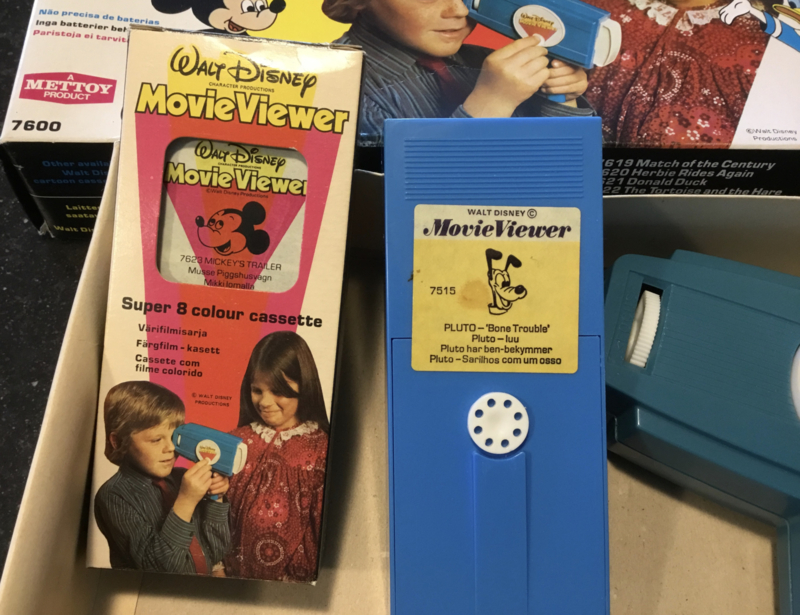 Não precisa de baterias
Inga batterier
Paristoja ei
A
METTOY
PRODUCT
7600
Walt Disney
©Walt Disney
Productions
Other
Walt
cartoon
7619 Match of the Century
7620 Herbie Rides Again
7621 Donald Duck
7622 The Tortoise and the Hare
WALT DISNEY
CHARACTER PRODUCTIONS
MovieViewer
WALT DISNEY
MovieViewer
© Walt Disney Productions
7623 MICKEY'S TRAILER
Musse Piggshusvagn
Mikki lomalla
Super 8 colour cassette
Värifilmisarja
Färgfilm - kasett
Cassete com
filme colorido
© WALT DISNEY
PRODUCTIONS
WALT DISNEY ©
MovieViewer
7515
PLUTO – 'Bone Trouble'
Pluto – luu
Pluto har ben-bekymmer
Pluto – Sarilhos com um osso